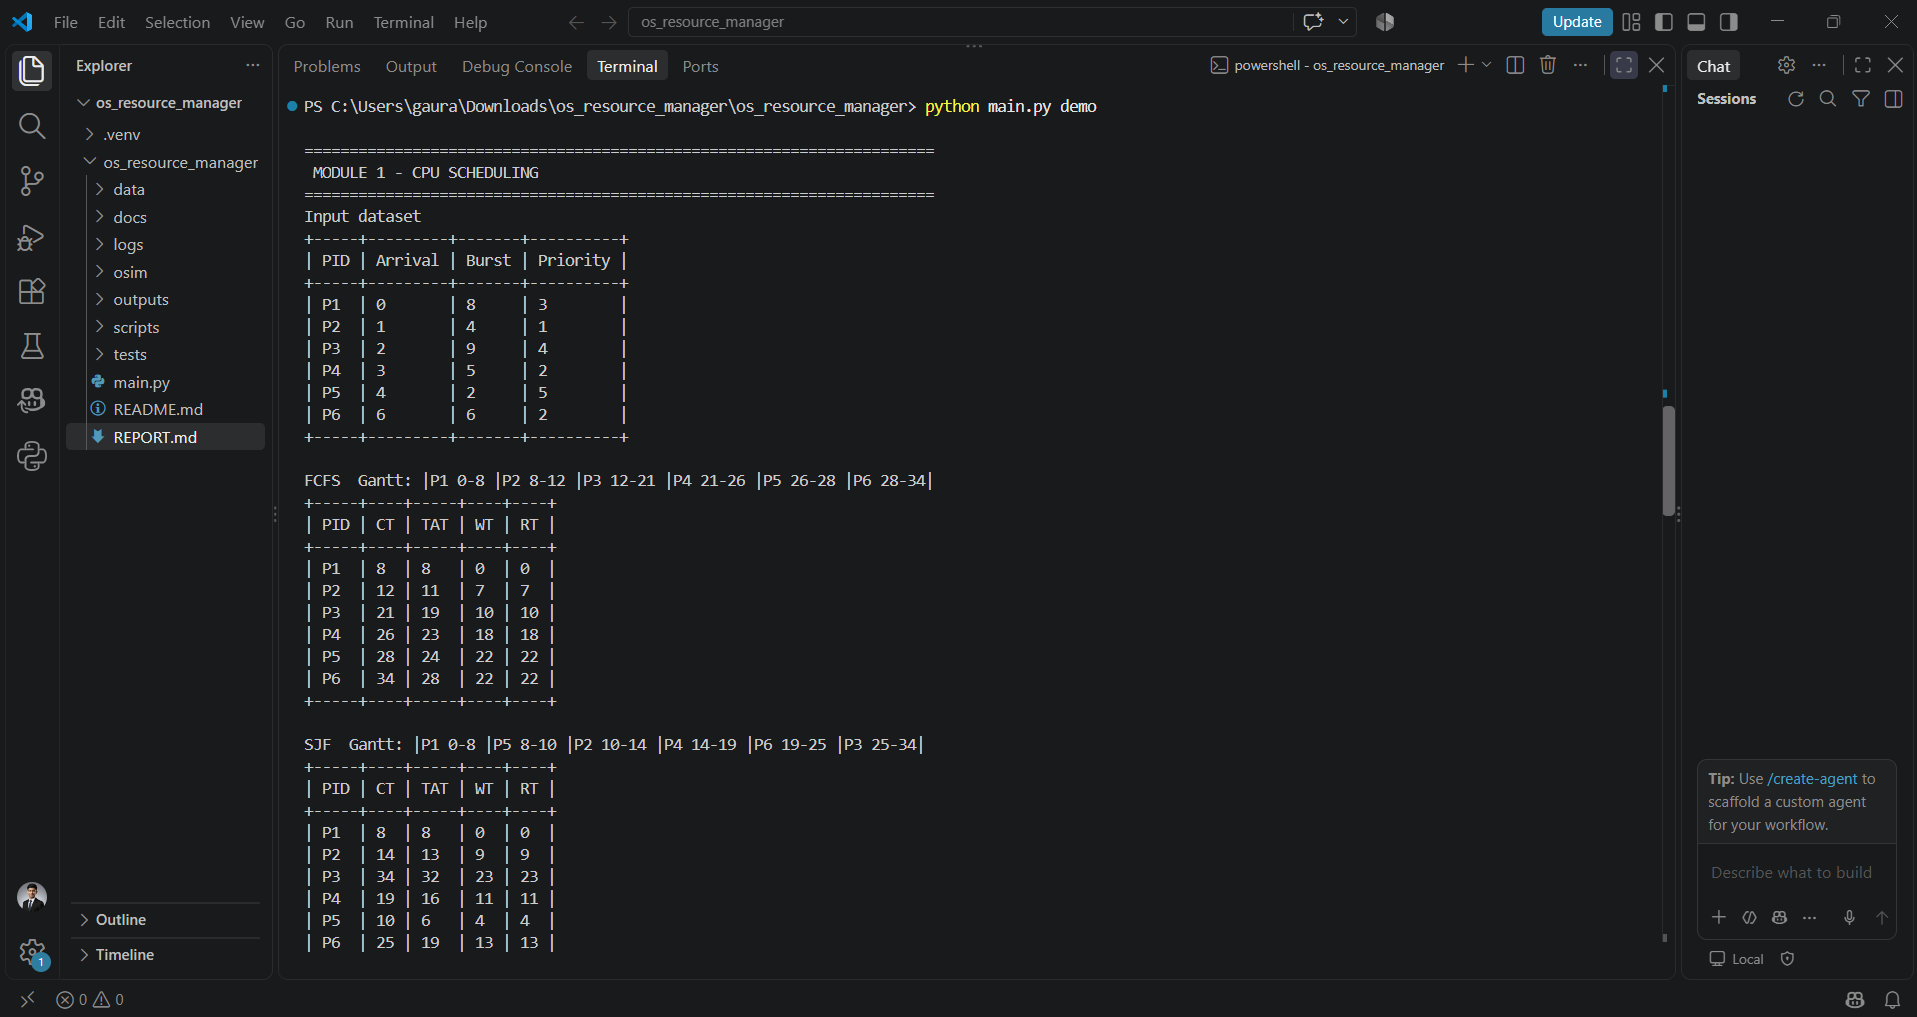 File Edit Selection View Go Run Terminal Help
os_resource_manager
Update
Explorer
os_resource_manager
.venv
os_resource_manager
data
docs
logs
osim
outputs
scripts
tests
main.py
README.md
REPORT.md
Outline
Timeline
Problems Output Debug Console Terminal Ports
powershell - os_resource_manager
PS C:\Users\gaura\Downloads\os_resource_manager\os_resource_manager> python main.py demo
======================================================================
MODULE 1 - CPU SCHEDULING
======================================================================
Input dataset
+-----+---------+-------+----------+
| PID | Arrival | Burst | Priority |
+-----+---------+-------+----------+
| P1  | 0       | 8     | 3        |
| P2  | 1       | 4     | 1        |
| P3  | 2       | 9     | 4        |
| P4  | 3       | 5     | 2        |
| P5  | 4       | 2     | 5        |
| P6  | 6       | 6     | 2        |
+-----+---------+-------+----------+
FCFS  Gantt: |P1 0-8 |P2 8-12 |P3 12-21 |P4 21-26 |P5 26-28 |P6 28-34|
+-----+----+-----+----+----+
| PID | CT | TAT | WT | RT |
+-----+----+-----+----+----+
| P1  | 8  | 8   | 0  | 0  |
| P2  | 12 | 11  | 7  | 7  |
| P3  | 21 | 19  | 10 | 10 |
| P4  | 26 | 23  | 18 | 18 |
| P5  | 28 | 24  | 22 | 22 |
| P6  | 34 | 28  | 22 | 22 |
+-----+----+-----+----+----+
SJF  Gantt: |P1 0-8 |P5 8-10 |P2 10-14 |P4 14-19 |P6 19-25 |P3 25-34|
+-----+----+-----+----+----+
| PID | CT | TAT | WT | RT |
+-----+----+-----+----+----+
| P1  | 8  | 8   | 0  | 0  |
| P2  | 14 | 13  | 9  | 9  |
| P3  | 34 | 32  | 23 | 23 |
| P4  | 19 | 16  | 11 | 11 |
| P5  | 10 | 6   | 4  | 4  |
| P6  | 25 | 19  | 13 | 13 |
Chat
Sessions
Tip: Use /create-agent to
scaffold a custom agent
for your workflow.
Describe what to build
Local
1
0 0